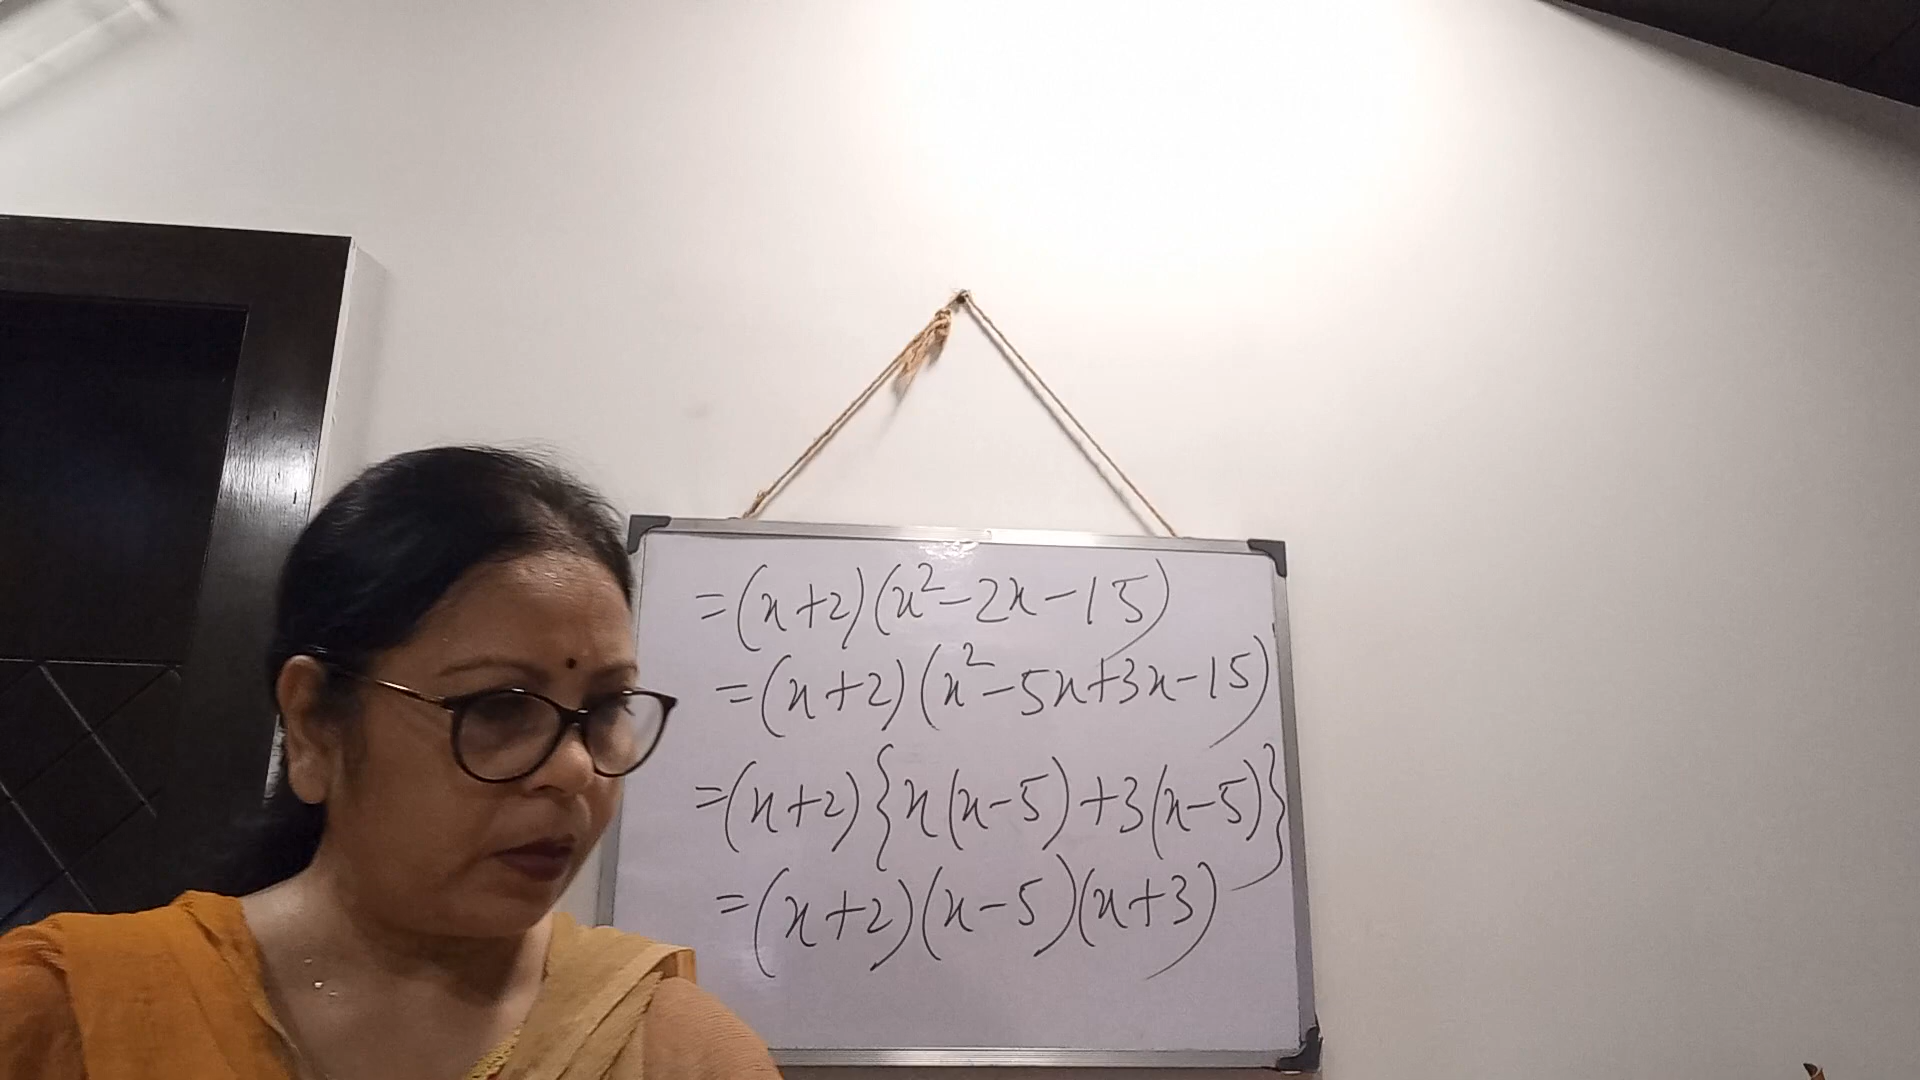 =(x+2)(x²-2x-15)
=(x+2)(x²-5x+3x-15)
=(x+2){x(x-5)+3(x-5)}
=(x+2)(x-5)(x+3)